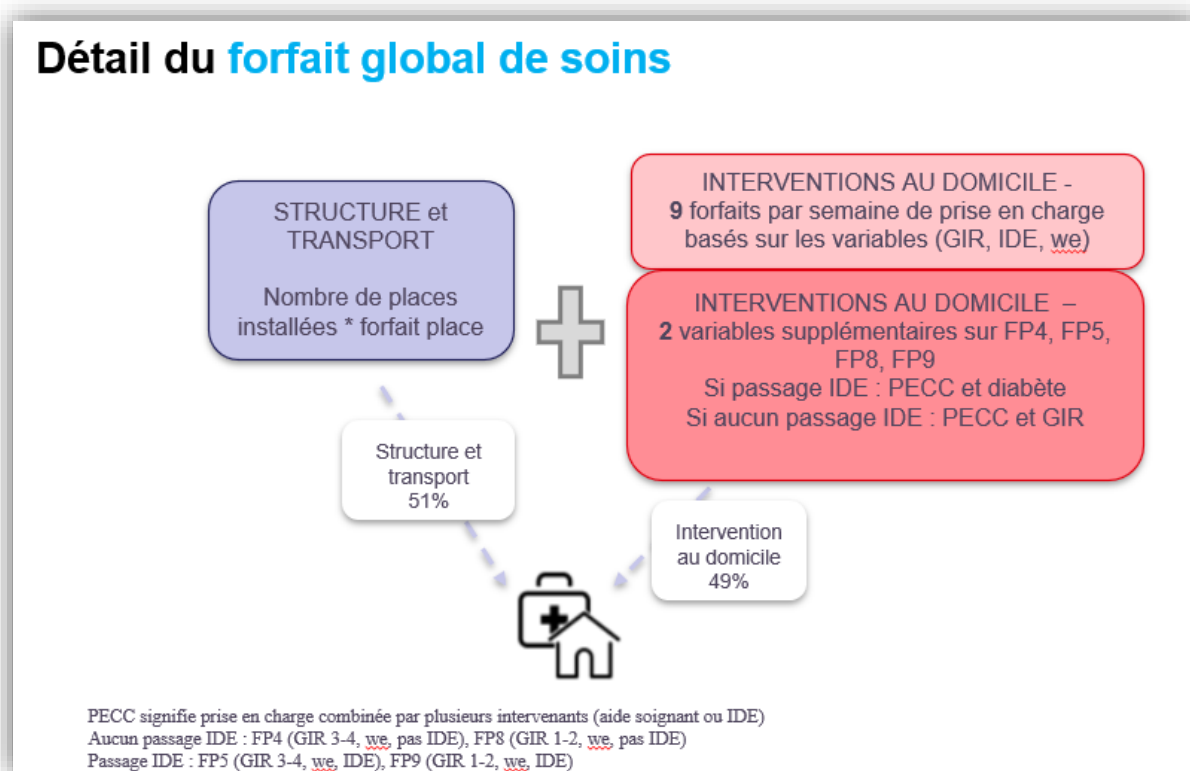 Détail du forfait global de soins
STRUCTURE et
TRANSPORT
Nombre de places
installées * forfait place
INTERVENTIONS AU DOMICILE -
9 forfaits par semaine de prise en charge
basés sur les variables (GIR, IDE, we)
INTERVENTIONS AU DOMICILE –
2 variables supplémentaires sur FP4, FP5,
FP8, FP9
Si passage IDE : PECC et diabète
Si aucun passage IDE : PECC et GIR
Structure et
transport
51%
Intervention
au domicile
49%
PECC signifie prise en charge combinée par plusieurs intervenants (aide soignant ou IDE)
Aucun passage IDE : FP4 (GIR 3-4, we, pas IDE), FP8 (GIR 1-2, we, pas IDE)
Passage IDE : FP5 (GIR 3-4, we, IDE), FP9 (GIR 1-2, we, IDE)